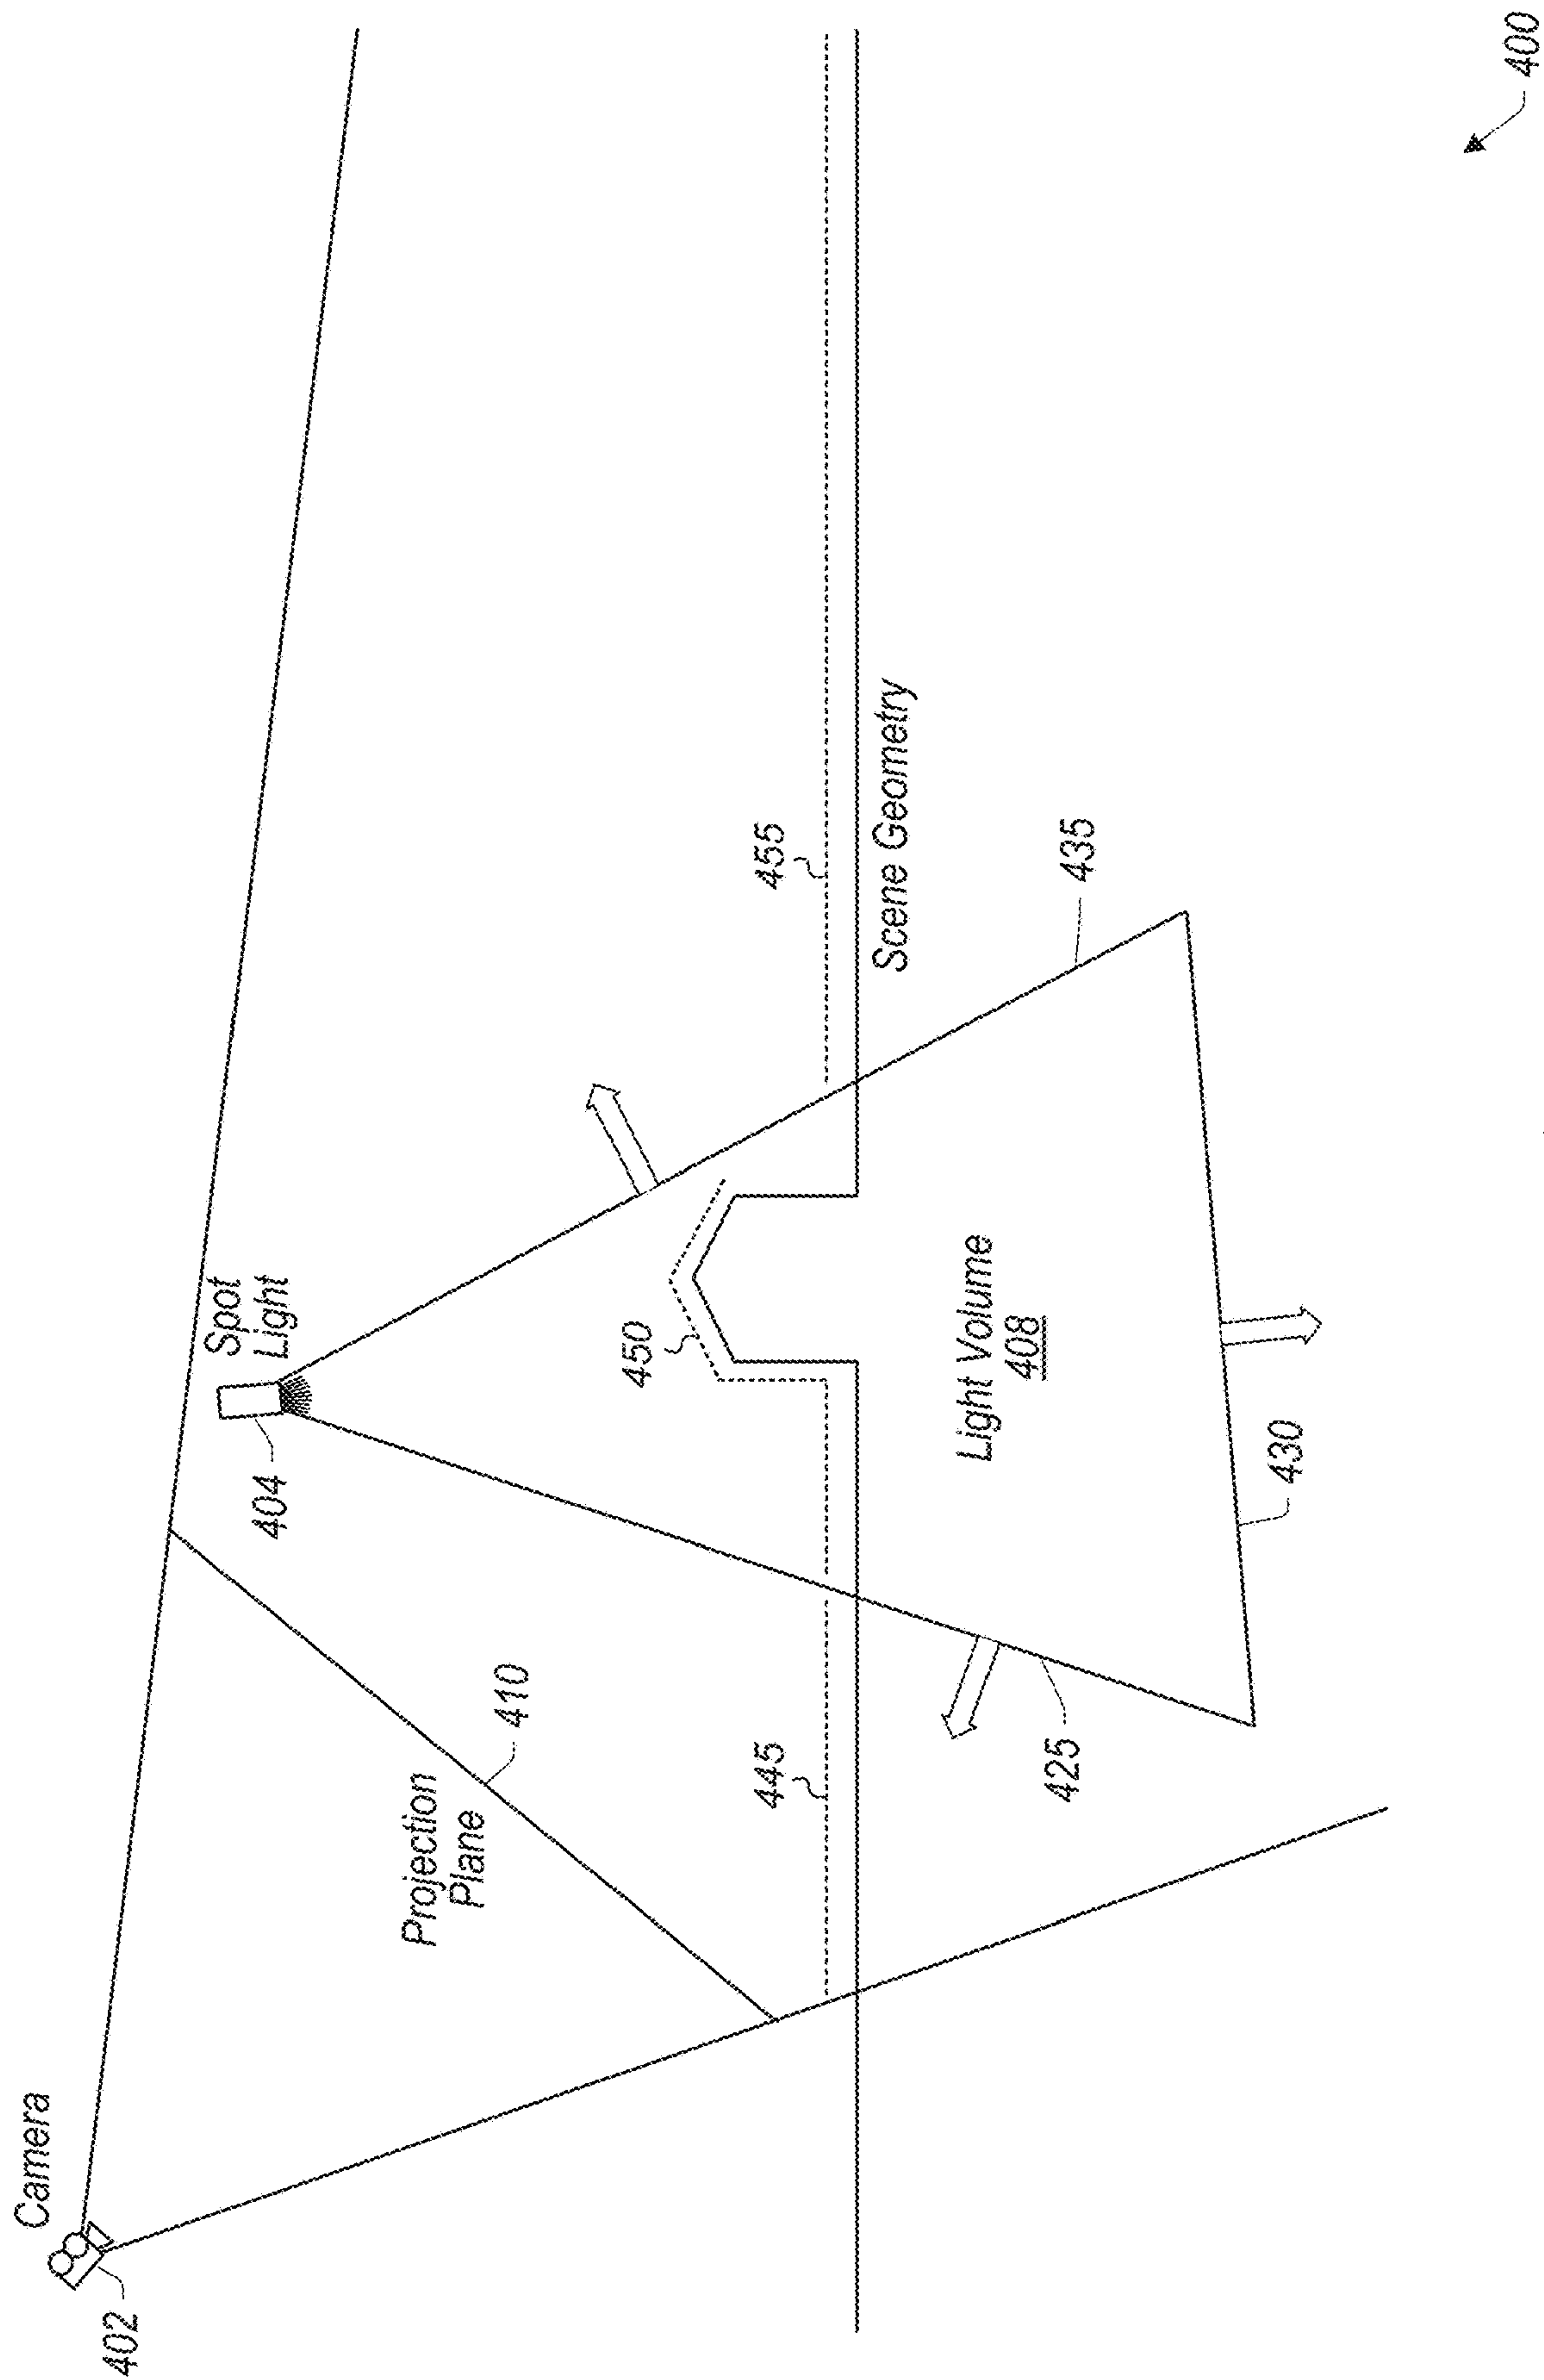 Camera
402
Spot
Light
404
Projection
Plane
410
445
450
455
Scene Geometry
Light Volume
408
425
430
435
400